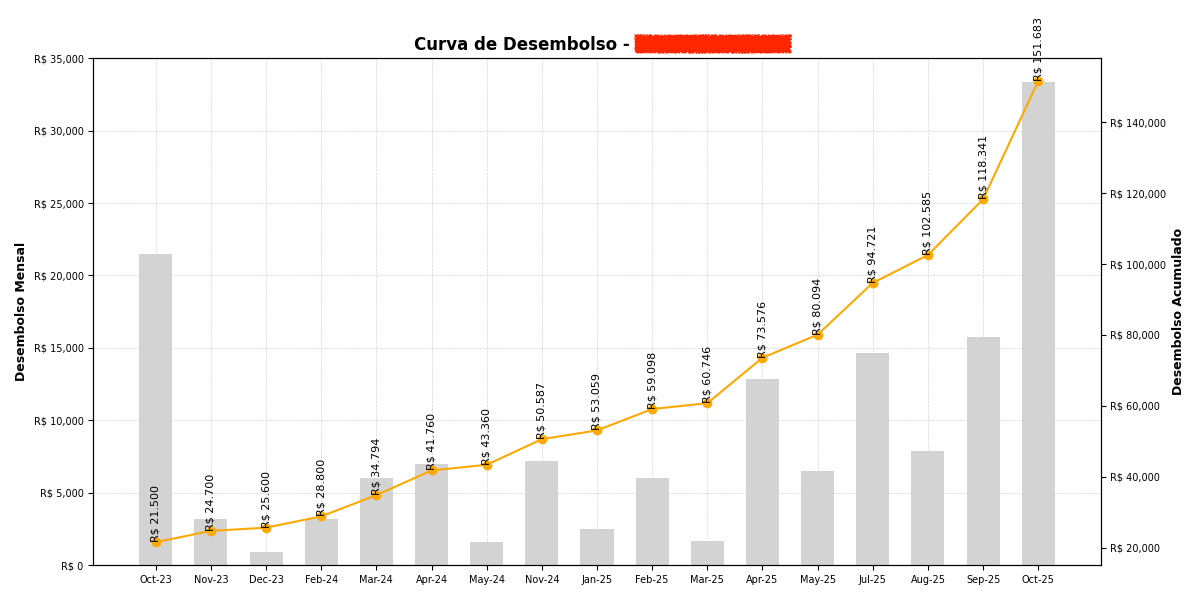 Curva de Desembolso -
R$ 35,000
R$ 30,000
R$ 25,000
R$ 20,000
R$ 15,000
R$ 10,000
R$ 5,000
R$ 0
Desembolso Mensal
R$ 21.500
R$ 24.700
R$ 25.600
R$ 28.800
R$ 34.794
R$ 41.760
R$ 43.360
R$ 50.587
R$ 53.059
R$ 59.098
R$ 60.746
R$ 73.576
R$ 80.094
R$ 94.721
R$ 102.585
R$ 118.341
R$ 151.683
R$ 140,000
R$ 120,000
R$ 100,000
R$ 80,000
R$ 60,000
R$ 40,000
R$ 20,000
Desembolso Acumulado
Oct-23 Nov-23 Dec-23 Feb-24 Mar-24 Apr-24 May-24 Nov-24 Jan-25 Feb-25 Mar-25 Apr-25 May-25 Jul-25 Aug-25 Sep-25 Oct-25